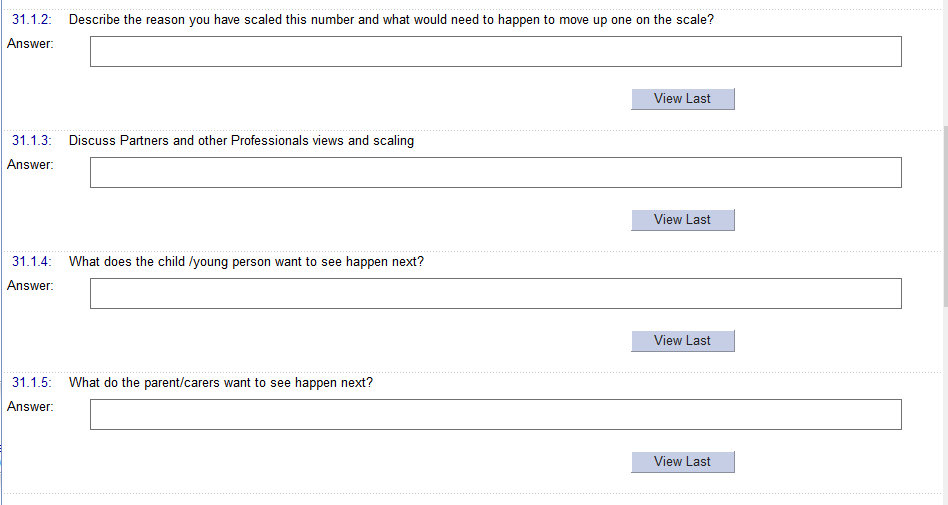 31.1.2: Describe the reason you have scaled this number and what would need to happen to move up one on the scale?
Answer:
View Last
31.1.3: Discuss Partners and other Professionals views and scaling
Answer:
View Last
31.1.4: What does the child /young person want to see happen next?
Answer:
View Last
31.1.5: What do the parent/carers want to see happen next?
Answer:
View Last